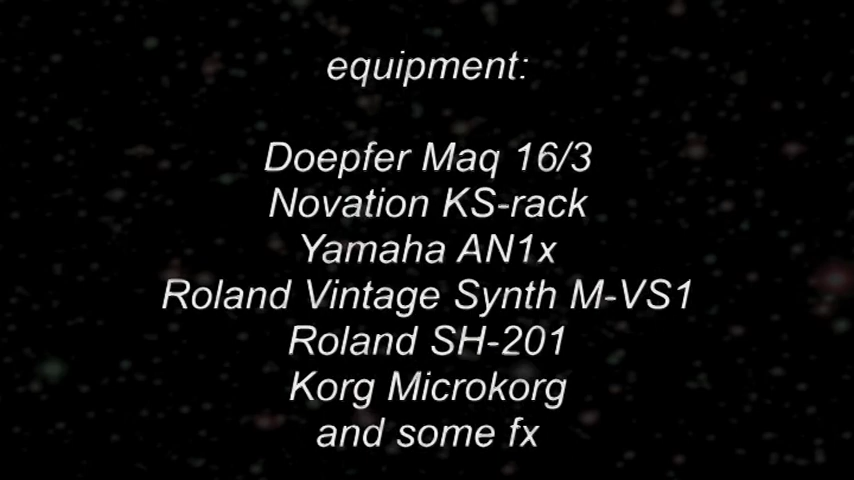 equipment:
Doepfer Maq 16/3
Novation KS-rack
Yamaha AN1x
Roland Vintage Synth M-VS1
Roland SH-201
Korg Microkorg
and some fx